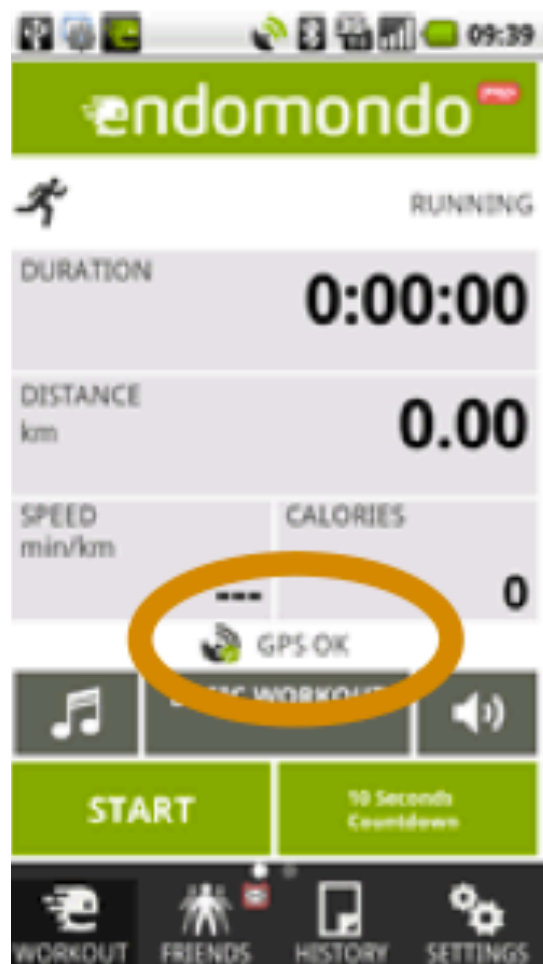 09:39
endomondo PRO
RUNNING
DURATION
0:00:00
DISTANCE
km
0.00
SPEED
min/km
---
CALORIES
0
GPS OK
WORKOUT
START
10 Seconds
Countdown
WORKOUT
FRIENDS
HISTORY
SETTINGS